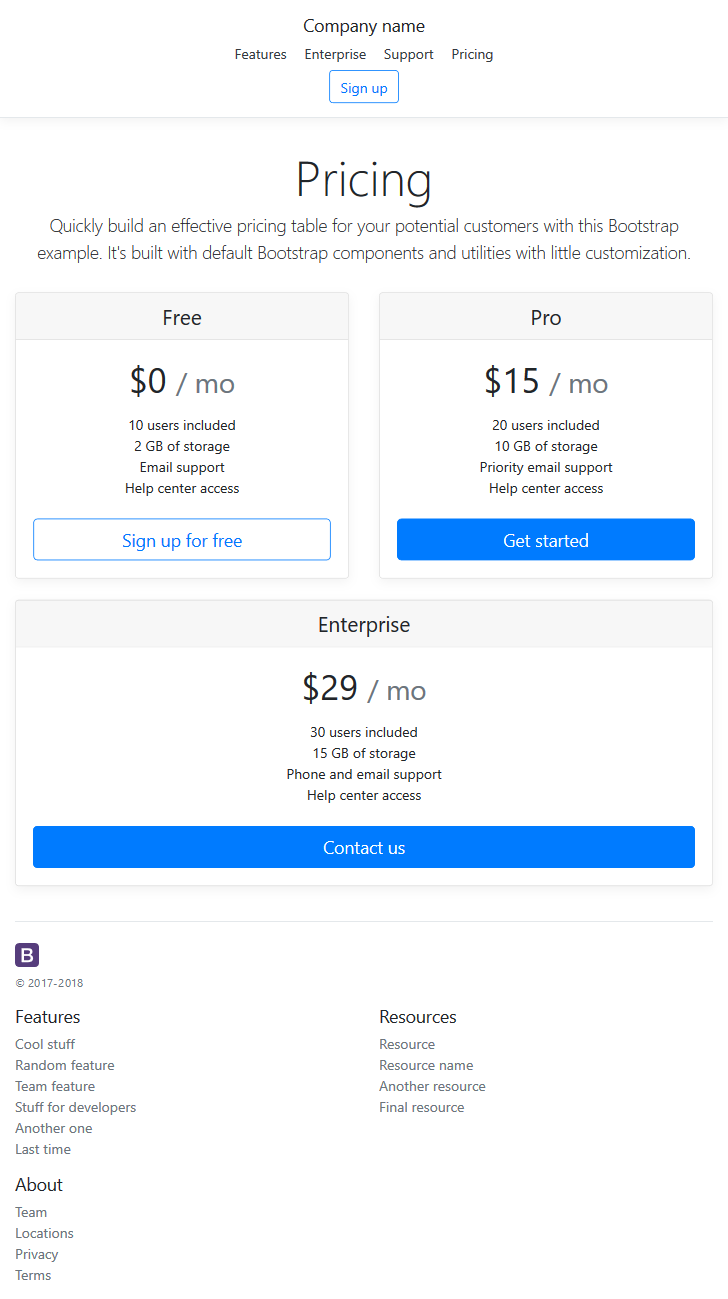 Company name
Features Enterprise Support Pricing
Sign up
Pricing
Quickly build an effective pricing table for your potential customers with this Bootstrap
example. It's built with default Bootstrap components and utilities with little customization.
Free
$0 / mo
10 users included
2 GB of storage
Email support
Help center access
Sign up for free
Pro
$15 / mo
20 users included
10 GB of storage
Priority email support
Help center access
Get started
Enterprise
$29 / mo
30 users included
15 GB of storage
Phone and email support
Help center access
Contact us
B
© 2017-2018
Features
Cool stuff
Random feature
Team feature
Stuff for developers
Another one
Last time
Resources
Resource
Resource name
Another resource
Final resource
About
Team
Locations
Privacy
Terms